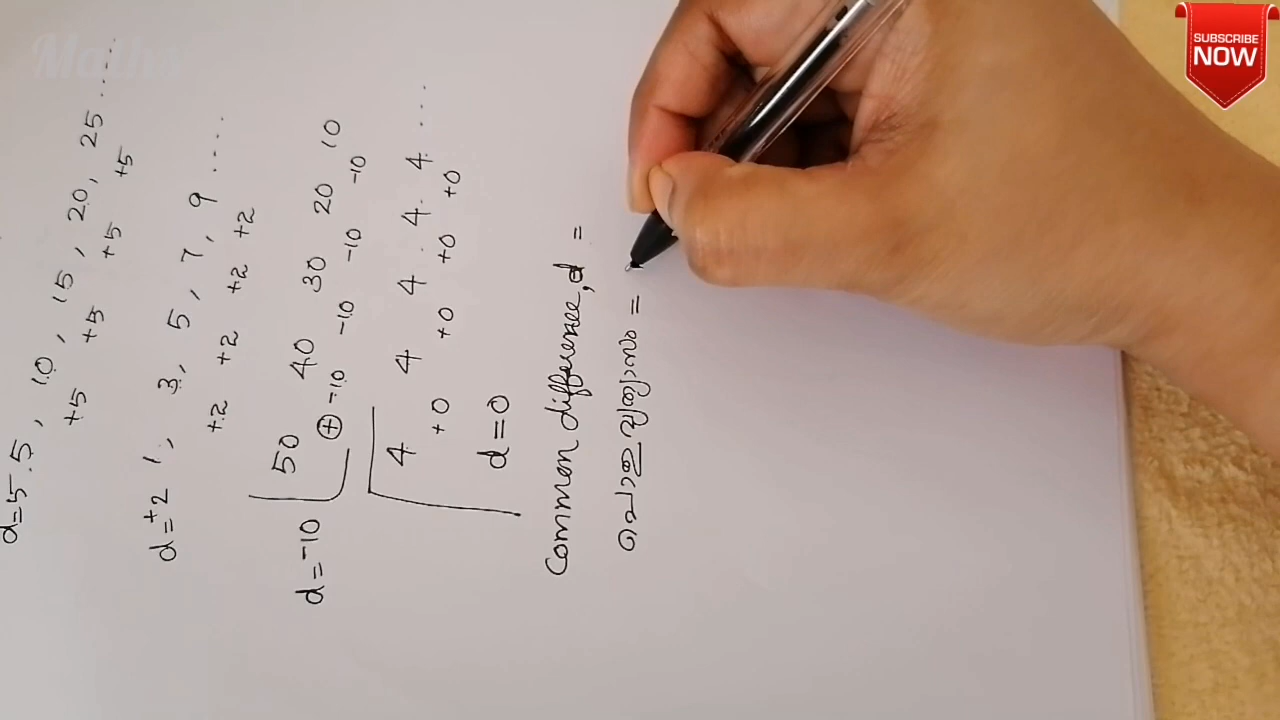 Maths
SUBSCRIBE
NOW
d=5 5, 10, 15, 20, 25 ....
+5 +5 +5 +5
d=+2 1, 3, 5, 7, 9 ....
+2 +2 +2 +2
50 40 30 20 10
d=-10 + -10 -10 -10 -10
4 4 4 4 4 ...
+0 +0 +0 +0
d=0
Common difference, d =
പൊതു വ്യത്യാസം =